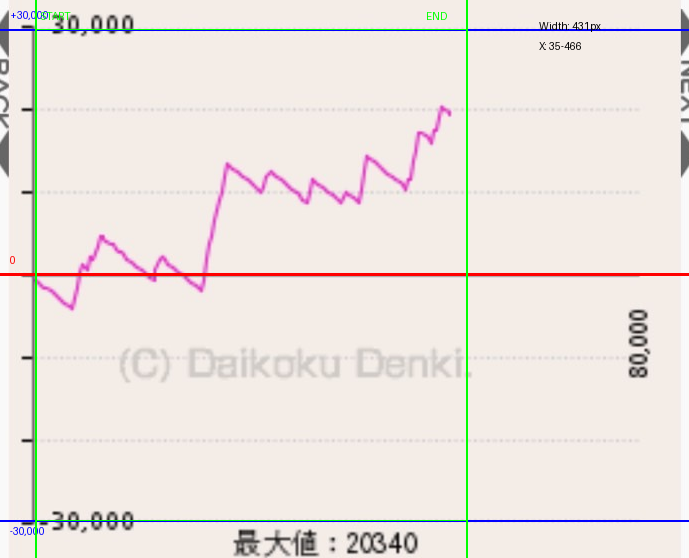 +30,000 START
30,000
END
Width: 431px
X: 35-466
BACK
NEXT
0
80,000
(C) Daikoku Denki.
-30,000
-30,000
最大値：20340